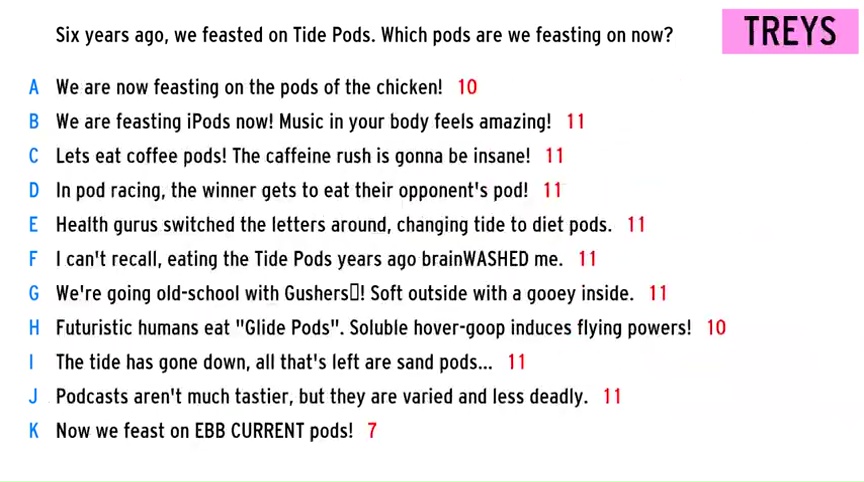 Six years ago, we feasted on Tide Pods. Which pods are we feasting on now? TREYS
A We are now feasting on the pods of the chicken! 10
B We are feasting iPods now! Music in your body feels amazing! 11
C Lets eat coffee pods! The caffeine rush is gonna be insane! 11
D In pod racing, the winner gets to eat their opponent's pod! 11
E Health gurus switched the letters around, changing tide to diet pods. 11
F I can't recall, eating the Tide Pods years ago brainWASHED me. 11
G We're going old-school with Gushers▯! Soft outside with a gooey inside. 11
H Futuristic humans eat "Glide Pods". Soluble hover-goop induces flying powers! 10
I The tide has gone down, all that's left are sand pods... 11
J Podcasts aren't much tastier, but they are varied and less deadly. 11
K Now we feast on EBB CURRENT pods! 7